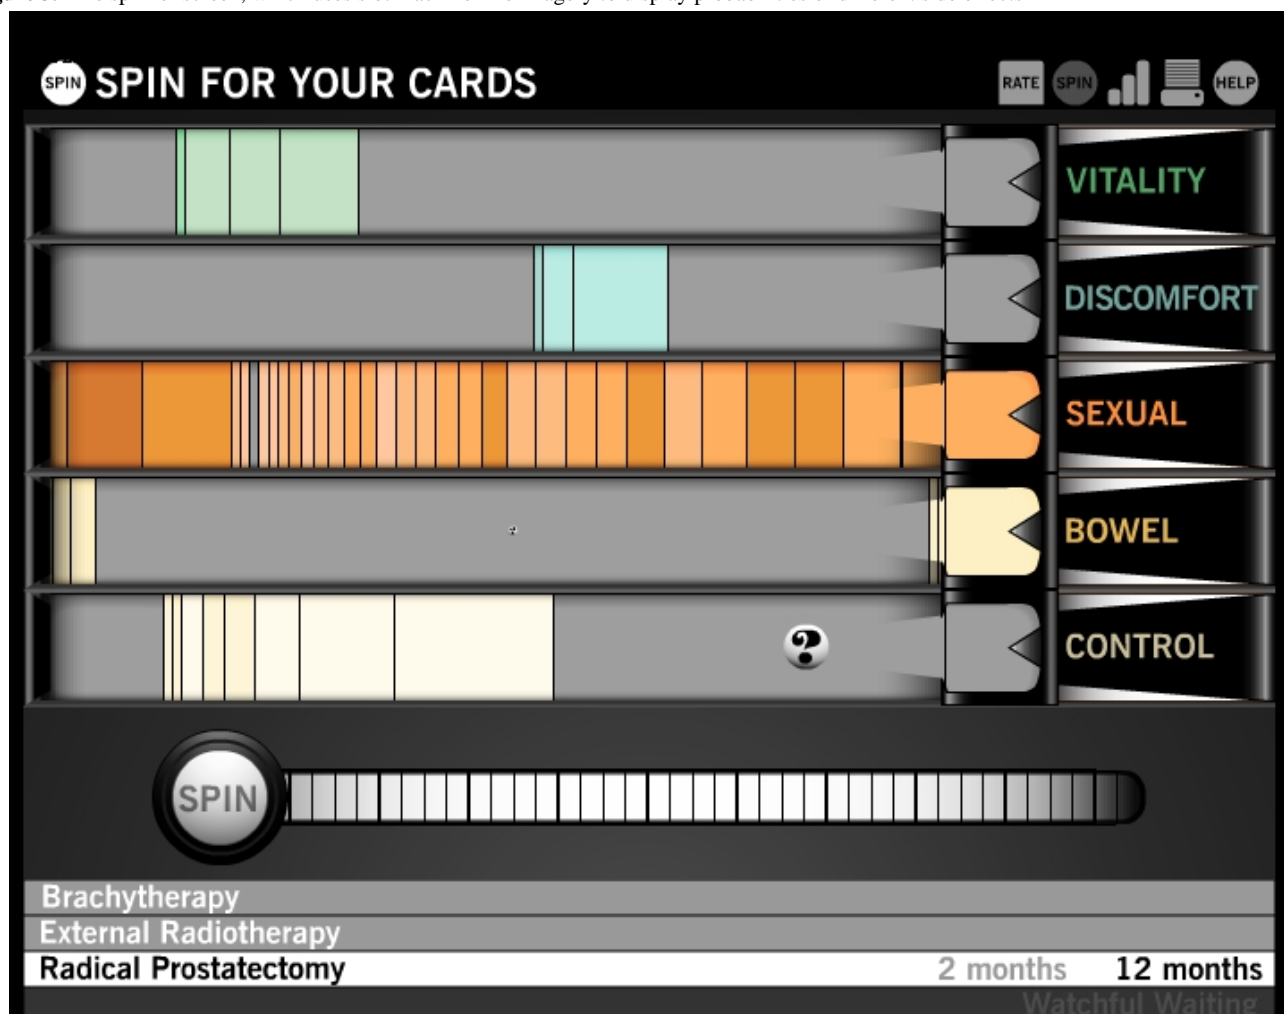 SPIN SPIN FOR YOUR CARDS RATE SPIN HELP
VITALITY
DISCOMFORT
SEXUAL
BOWEL
?
CONTROL
SPIN
Brachytherapy
External Radiotherapy
Radical Prostatectomy 2 months 12 months
Watchful Waiting